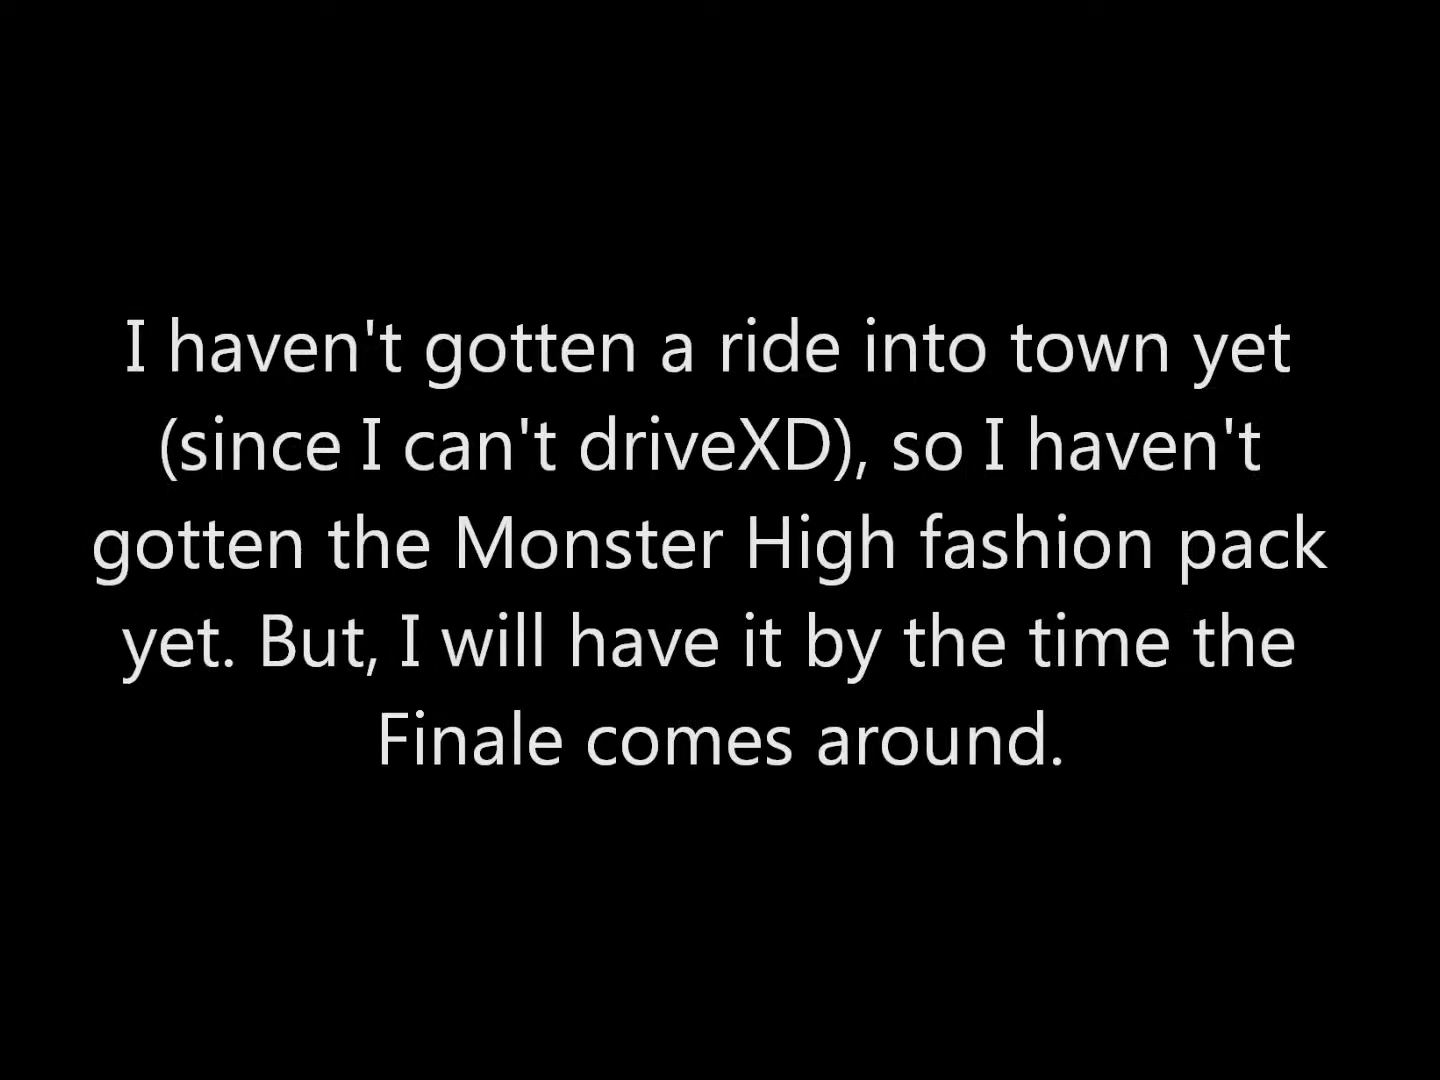 I haven't gotten a ride into town yet
(since I can't driveXD), so I haven't
gotten the Monster High fashion pack
yet. But, I will have it by the time the
Finale comes around.